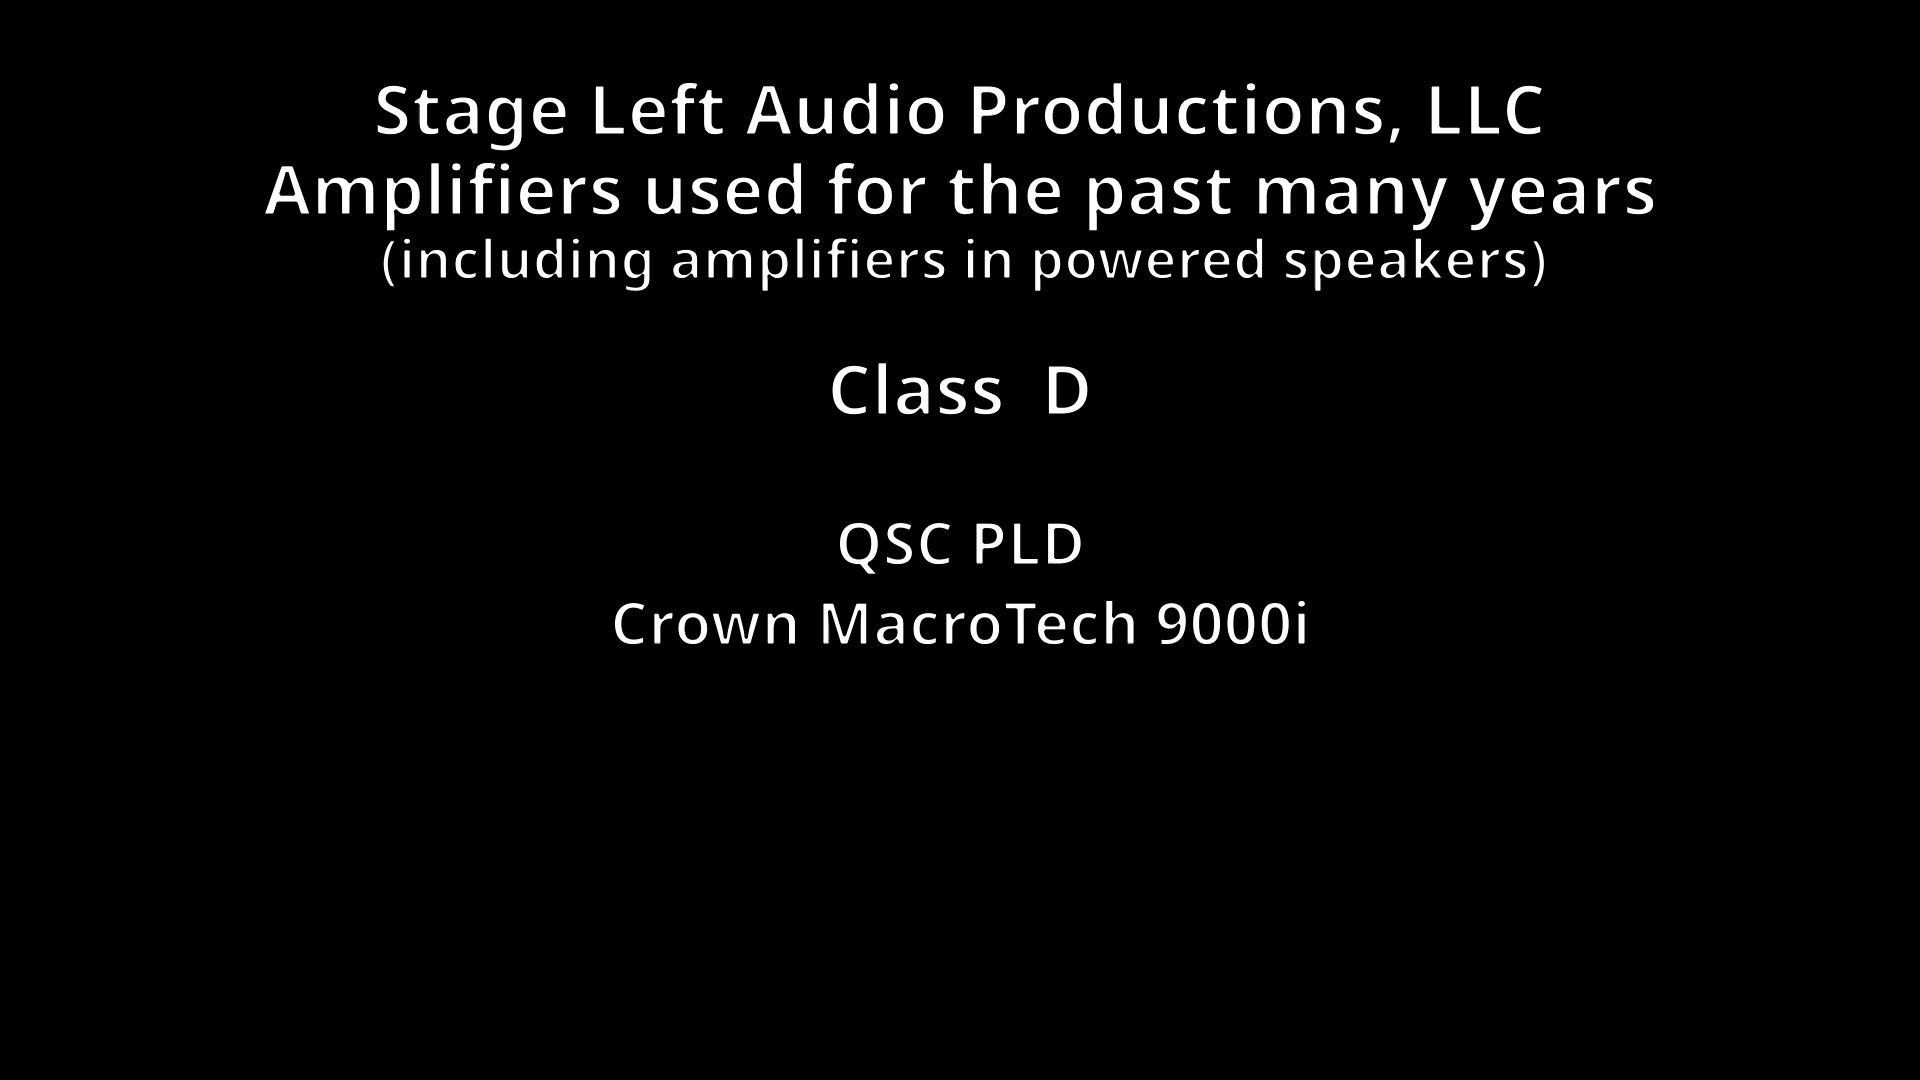 Stage Left Audio Productions, LLC
Amplifiers used for the past many years
(including amplifiers in powered speakers)
Class D
QSC PLD
Crown MacroTech 9000i